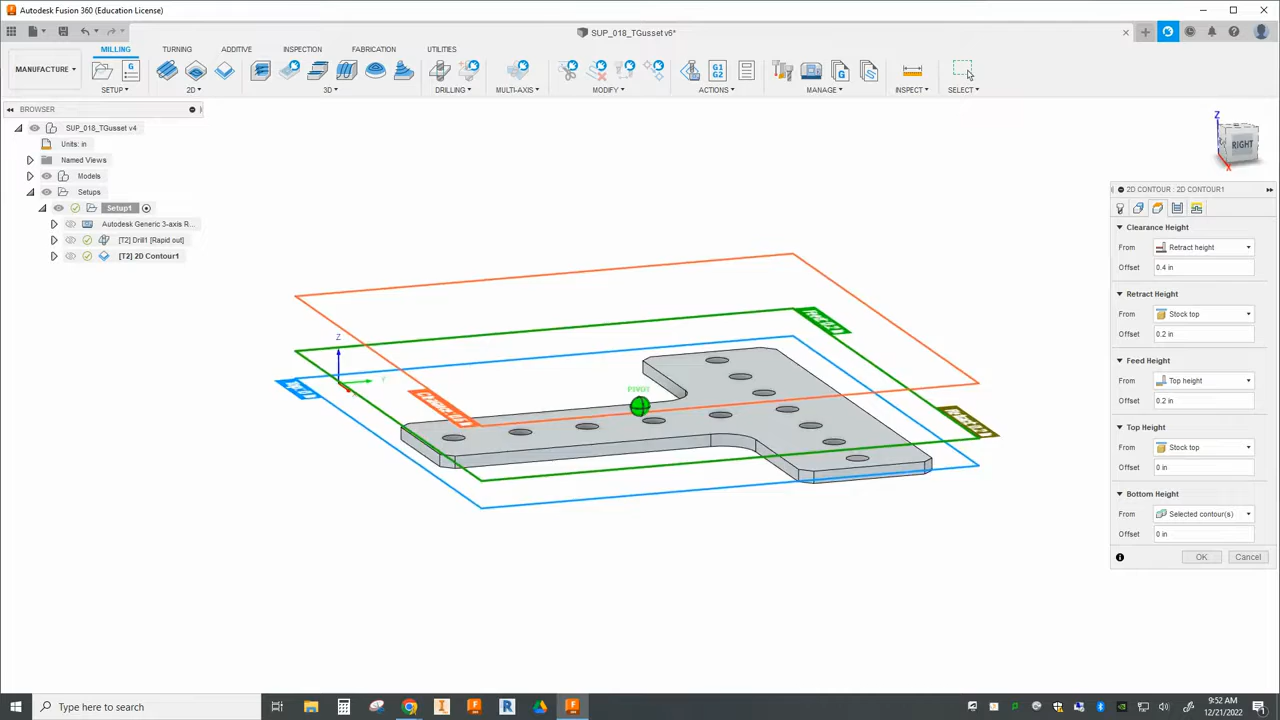 Autodesk Fusion 360 (Education License)
SUP_018_TGusset v6*
MANUFACTURE
MILLING
TURNING
ADDITIVE
INSPECTION
FABRICATION
UTILITIES
SETUP
2D
3D
DRILLING
MULTI-AXIS
MODIFY
ACTIONS
MANAGE
INSPECT
SELECT
G1
G2
BROWSER
SUP_018_TGusset v4
Units: in
Named Views
Models
Setups
Setup1
Autodesk Generic 3-axis R...
[T2] Drill1 [Rapid out]
[T2] 2D Contour1
Z
Y
PIVOT
Z
RIGHT
X
2D CONTOUR : 2D CONTOUR1
Clearance Height
From Retract height
Offset 0.4 in
Retract Height
From Stock top
Offset 0.2 in
Feed Height
From Top height
Offset 0.2 in
Top Height
From Stock top
Offset 0 in
Bottom Height
From Selected contour(s)
Offset 0 in
OK Cancel
Type here to search
9:52 AM
12/21/2022